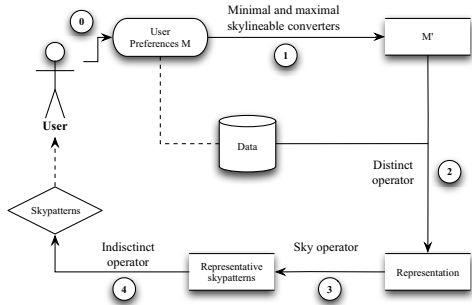 0
User
Preferences M
Minimal and maximal
skylineable converters
1
M'
User
Data
Distinct
operator
2
Skypatterns
Indisctinct
operator
4
Representative
skypatterns
Sky operator
3
Representation